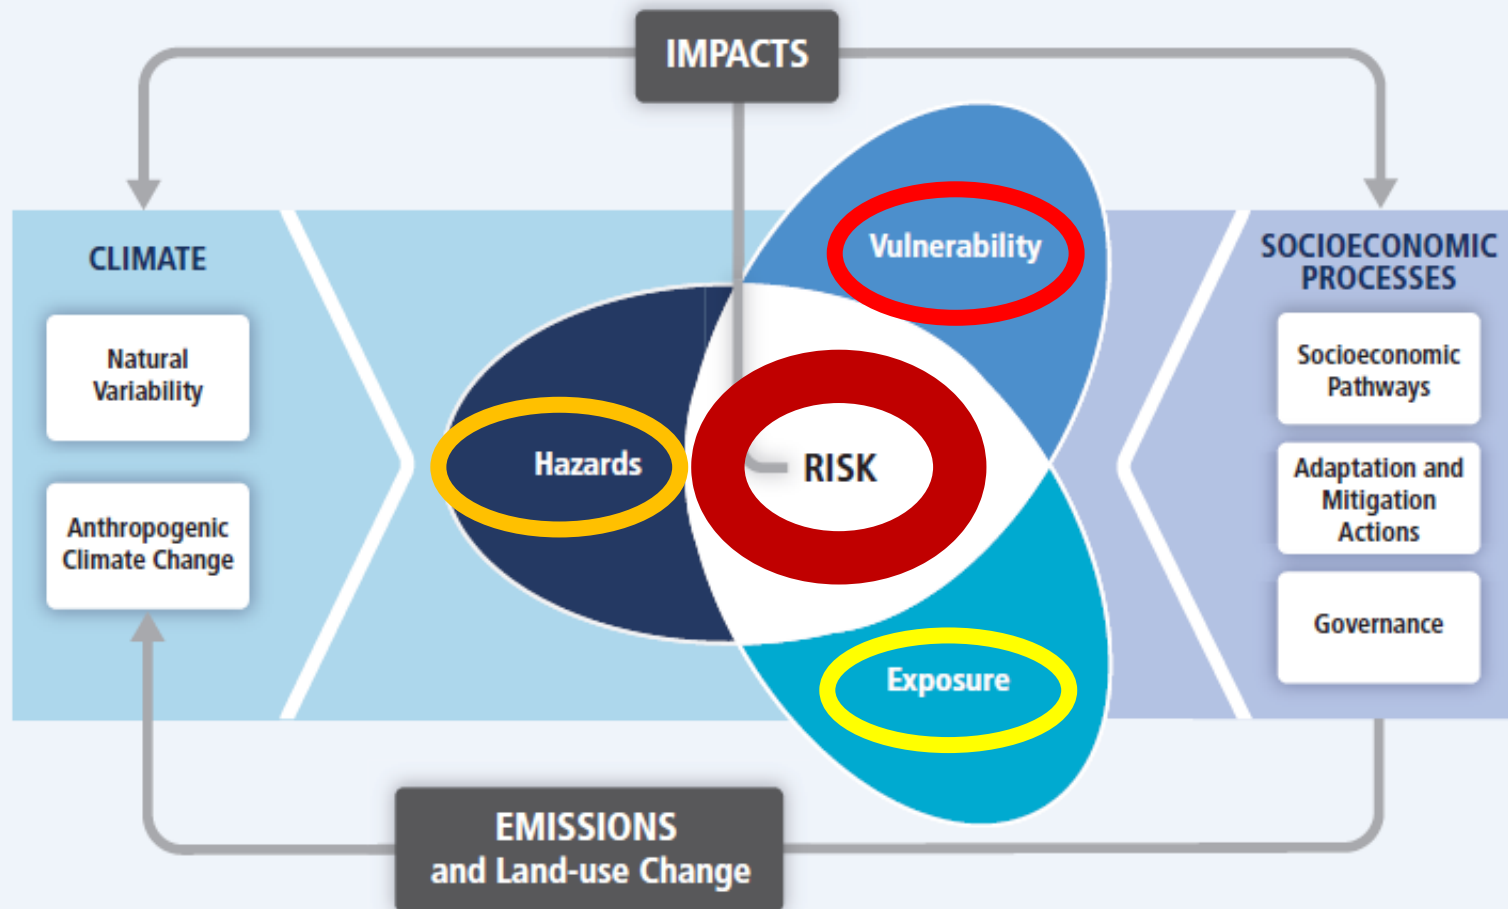 IMPACTS
CLIMATE
Natural
Variability
Anthropogenic
Climate Change
Vulnerability
Hazards
RISK
Exposure
SOCIOECONOMIC
PROCESSES
Socioeconomic
Pathways
Adaptation and
Mitigation
Actions
Governance
EMISSIONS
and Land-use Change